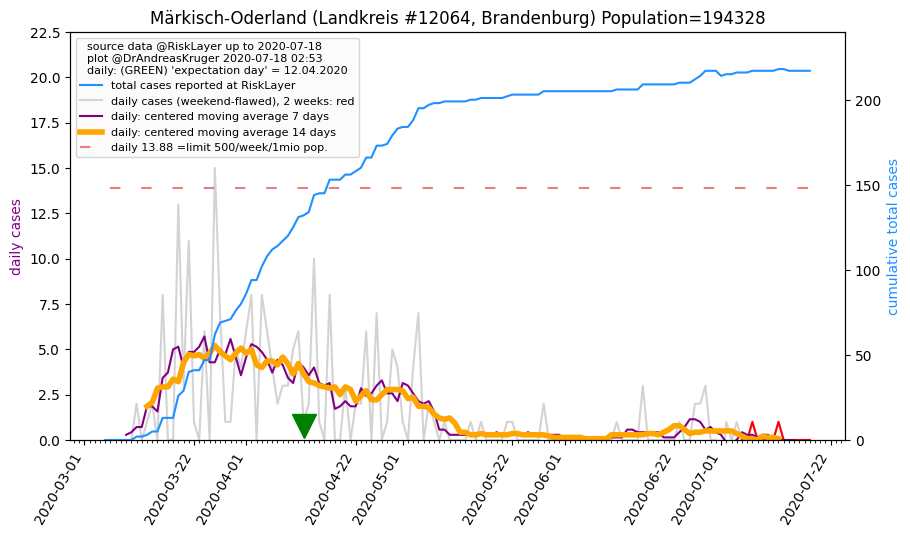 Märkisch-Oderland (Landkreis #12064, Brandenburg) Population=194328
source data @RiskLayer up to 2020-07-18
plot @DrAndreasKruger 2020-07-18 02:53
daily: (GREEN) 'expectation day' = 12.04.2020
total cases reported at RiskLayer
daily cases (weekend-flawed), 2 weeks: red
daily: centered moving average 7 days
daily: centered moving average 14 days
daily 13.88 =limit 500/week/1mio pop.
daily cases
22.5
20.0
17.5
15.0
12.5
10.0
7.5
5.0
2.5
0.0
cumulative total cases
200
150
100
50
0
2020-03-01
2020-03-22
2020-04-01
2020-04-22
2020-05-01
2020-05-22
2020-06-01
2020-06-22
2020-07-01
2020-07-22